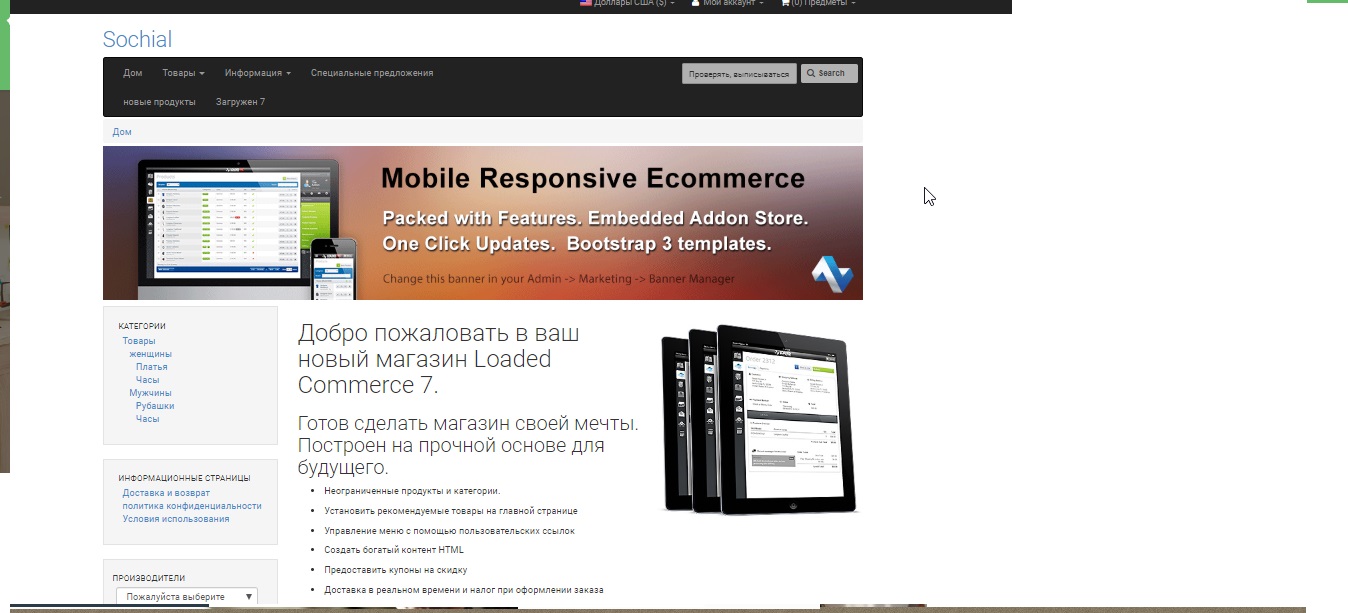 Доллары США ($) Мой аккаунт (0) Предметы
Sochial
Дом Товары Информация Специальные предложения
Проверять, выписываться Search
новые продукты Загружен 7
Дом
Mobile Responsive Ecommerce
Packed with Features. Embedded Addon Store.
One Click Updates. Bootstrap 3 templates.
Change this banner in your Admin -> Marketing -> Banner Manager
КАТЕГОРИИ
Товары
женщины
Платья
Часы
Мужчины
Рубашки
Часы
ИНФОРМАЦИОННЫЕ СТРАНИЦЫ
Доставка и возврат
политика конфиденциальности
Условия использования
ПРОИЗВОДИТЕЛИ
Пожалуйста выберите
Добро пожаловать в ваш
новый магазин Loaded
Commerce 7.
Готов сделать магазин своей мечты.
Построен на прочной основе для
будущего.
Неограниченные продукты и категории.
Установить рекомендуемые товары на главной странице
Управление меню с помощью пользовательских ссылок
Создать богатый контент HTML
Предоставить купоны на скидку
Доставка в реальном времени и налог при оформлении заказа